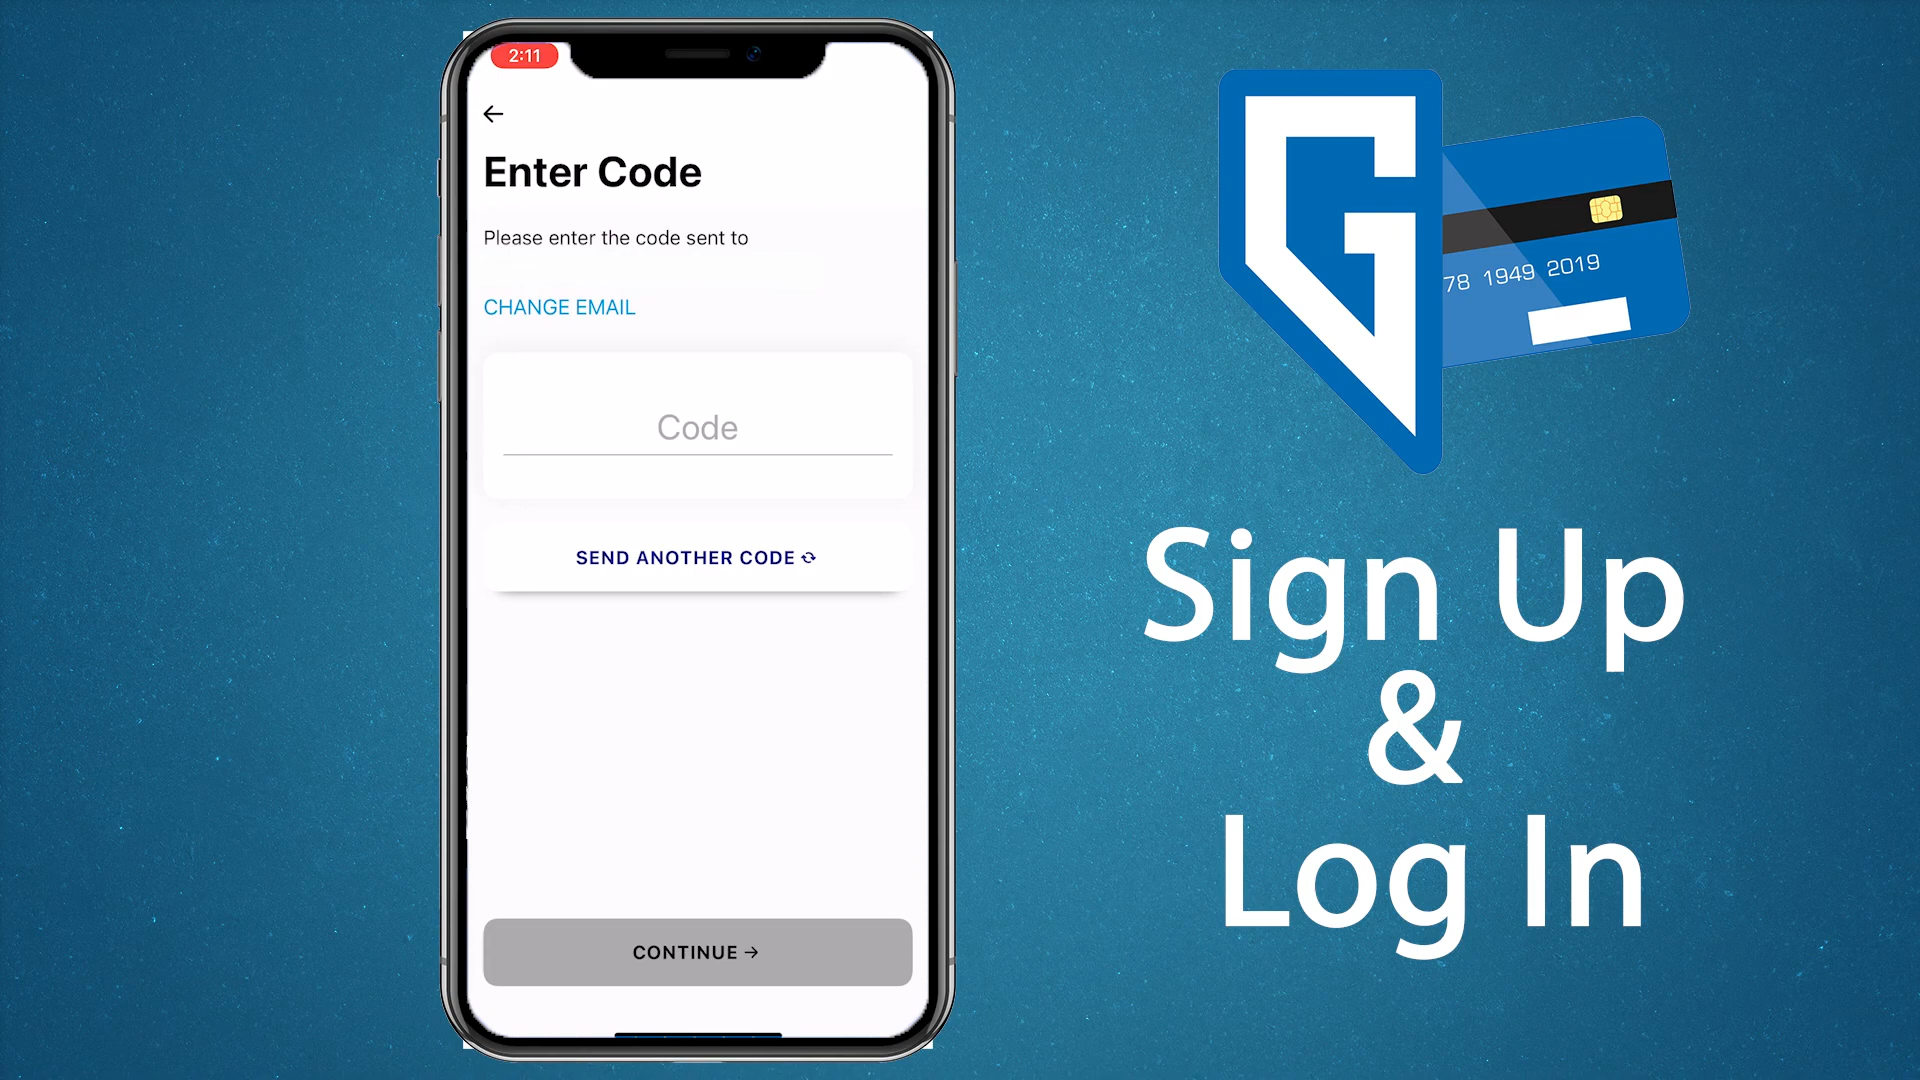 2:11
Enter Code
Please enter the code sent to
CHANGE EMAIL
Code
SEND ANOTHER CODE
CONTINUE →
G
78 1949 2019
Sign Up
&
Log In